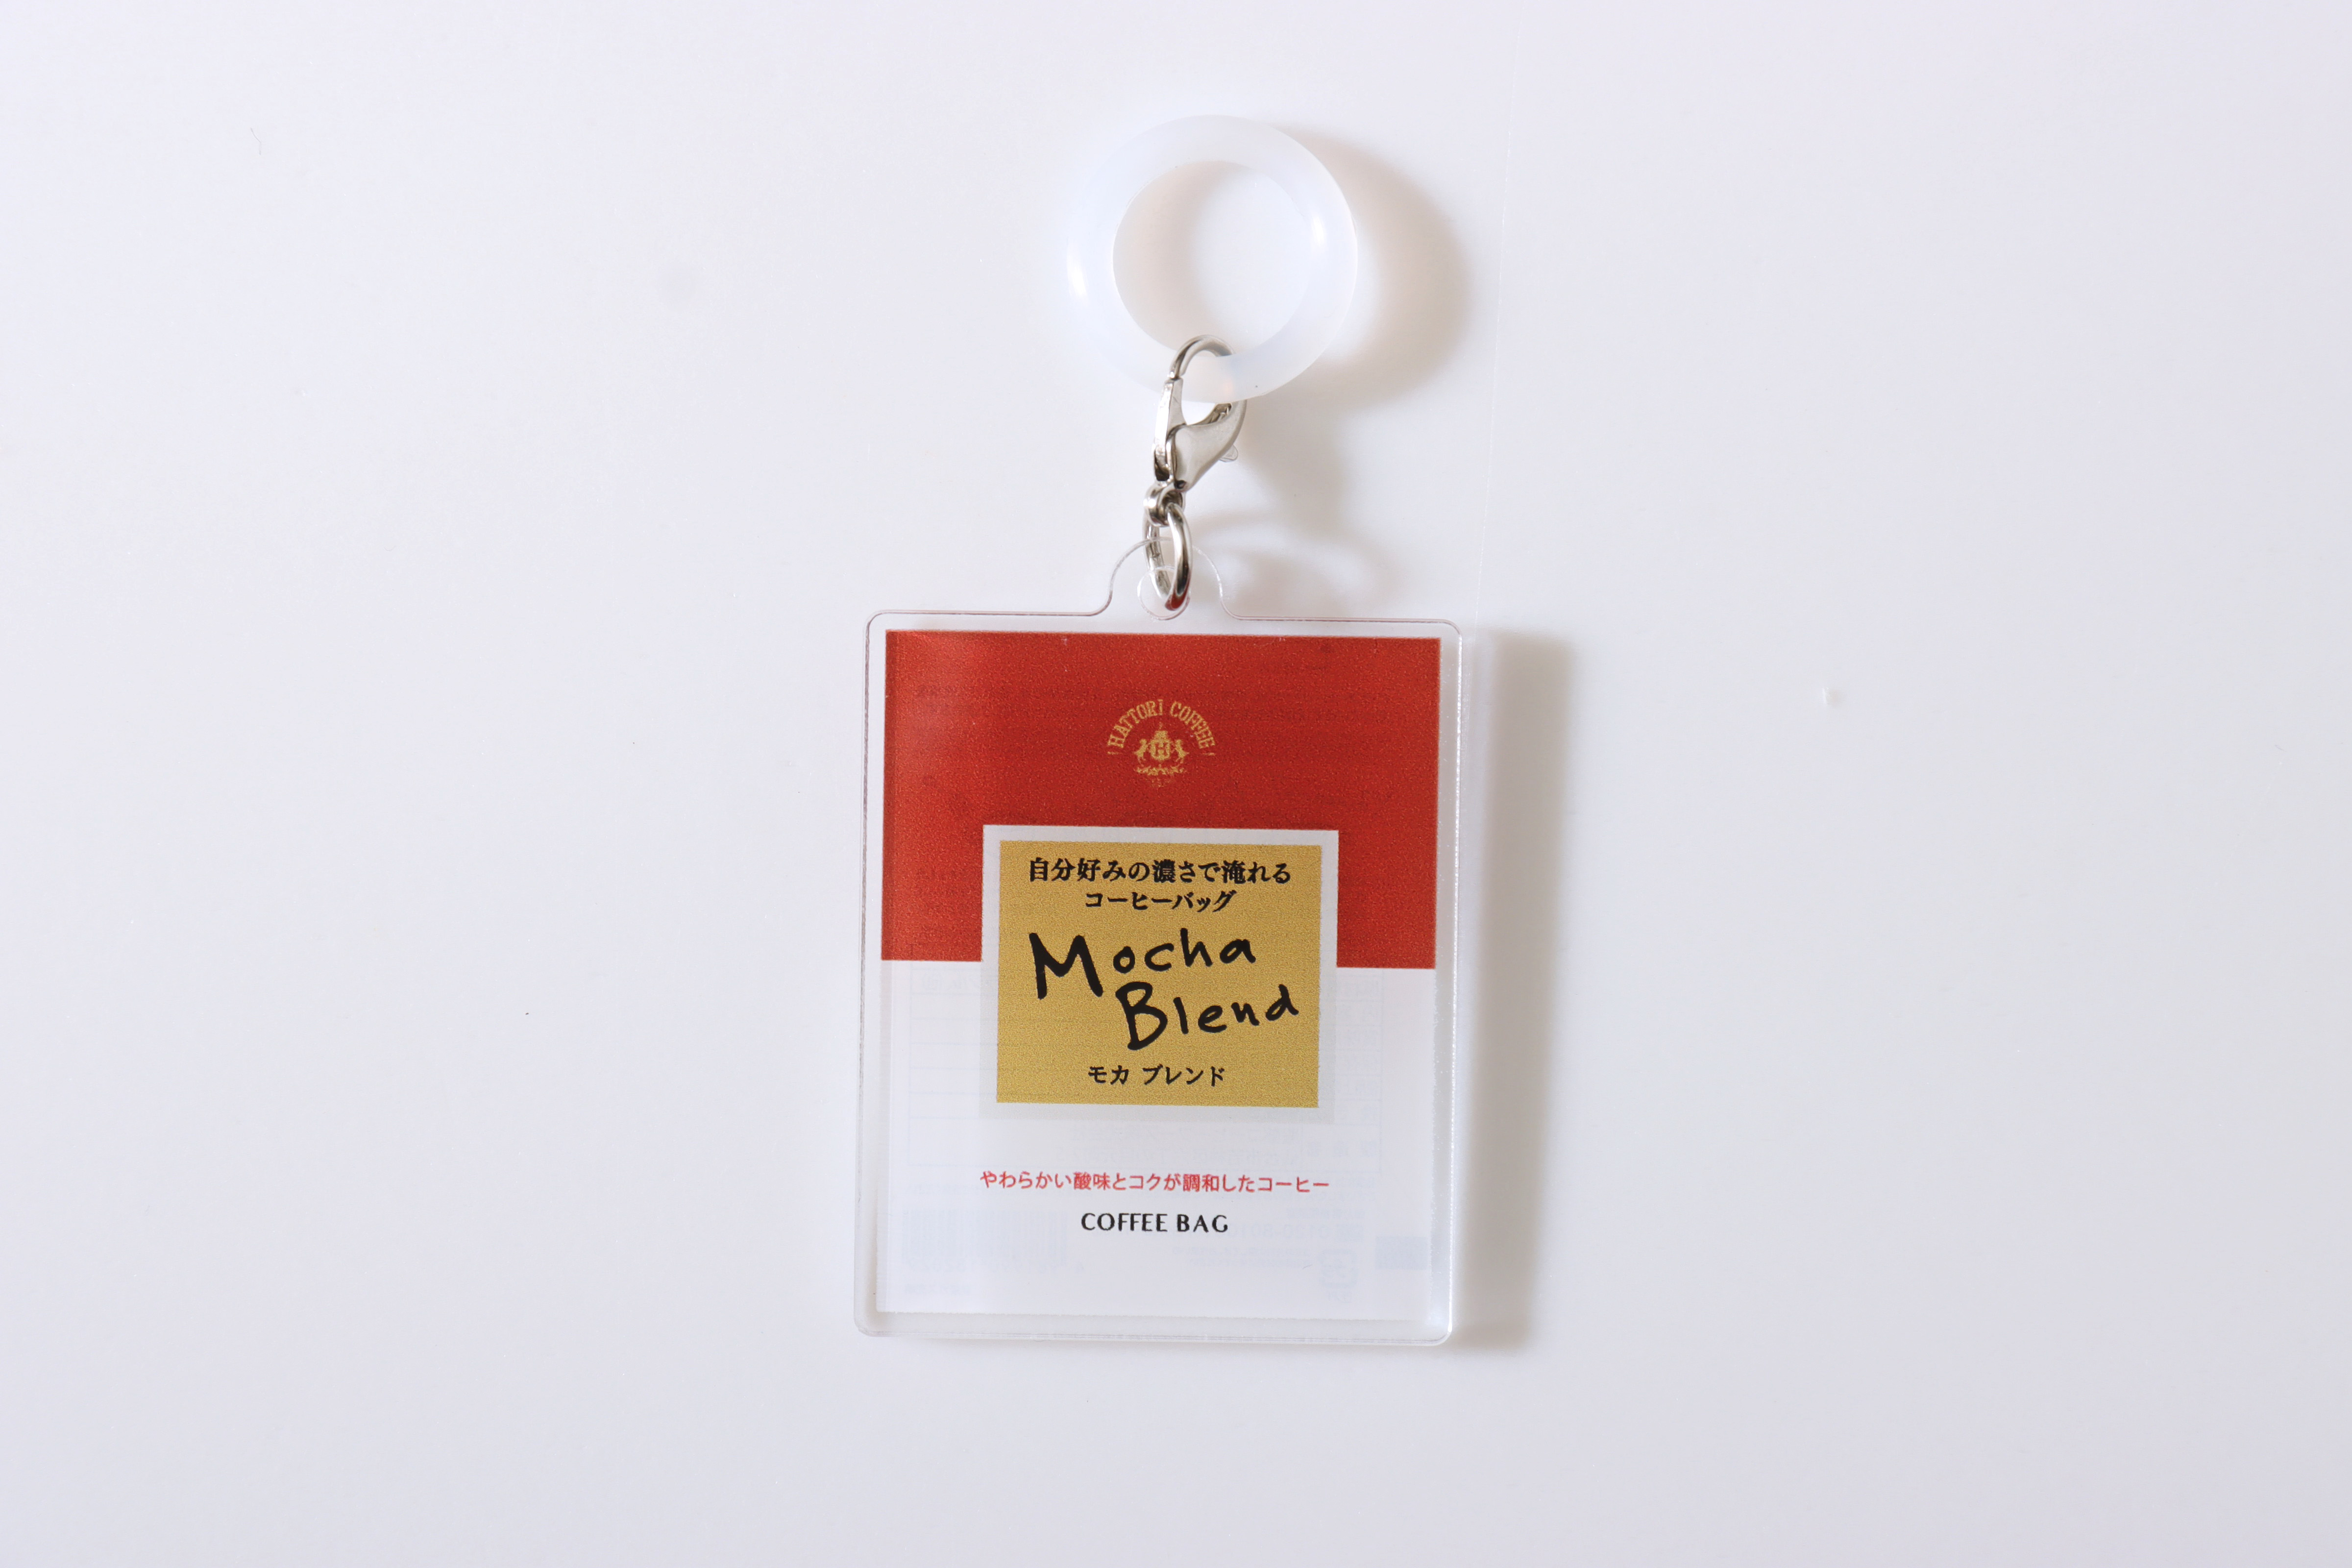 HATTORI COFFEE
H
自分好みの濃さで淹れる
コーヒーバッグ
Mocha
Blend
モカ ブレンド
やわらかい酸味とコクが調和したコーヒー
COFFEE BAG